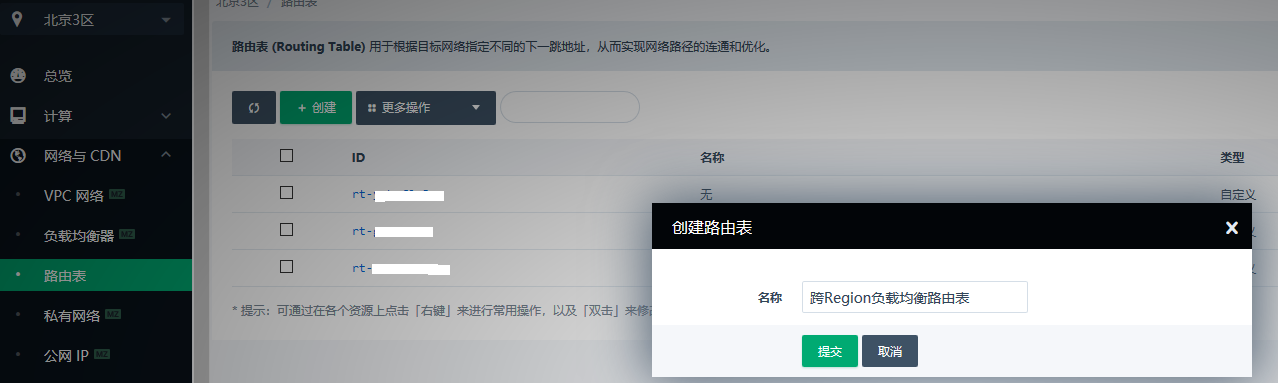 北京3区
北京3区 / 路由表
路由表 (Routing Table) 用于根据目标网络指定不同的下一跳地址，从而实现网络路径的连通和优化。
总览
计算
网络与 CDN
VPC 网络 MZ
负载均衡器 MZ
路由表
私有网络 MZ
公网 IP MZ
+ 创建
更多操作
ID 名称 类型
rt- 无 自定义
rt- 义
rt-
* 提示：可通过在各个资源上点击「右键」来进行常用操作，以及「双击」来修
创建路由表 ×
名称 跨Region负载均衡路由表
提交 取消